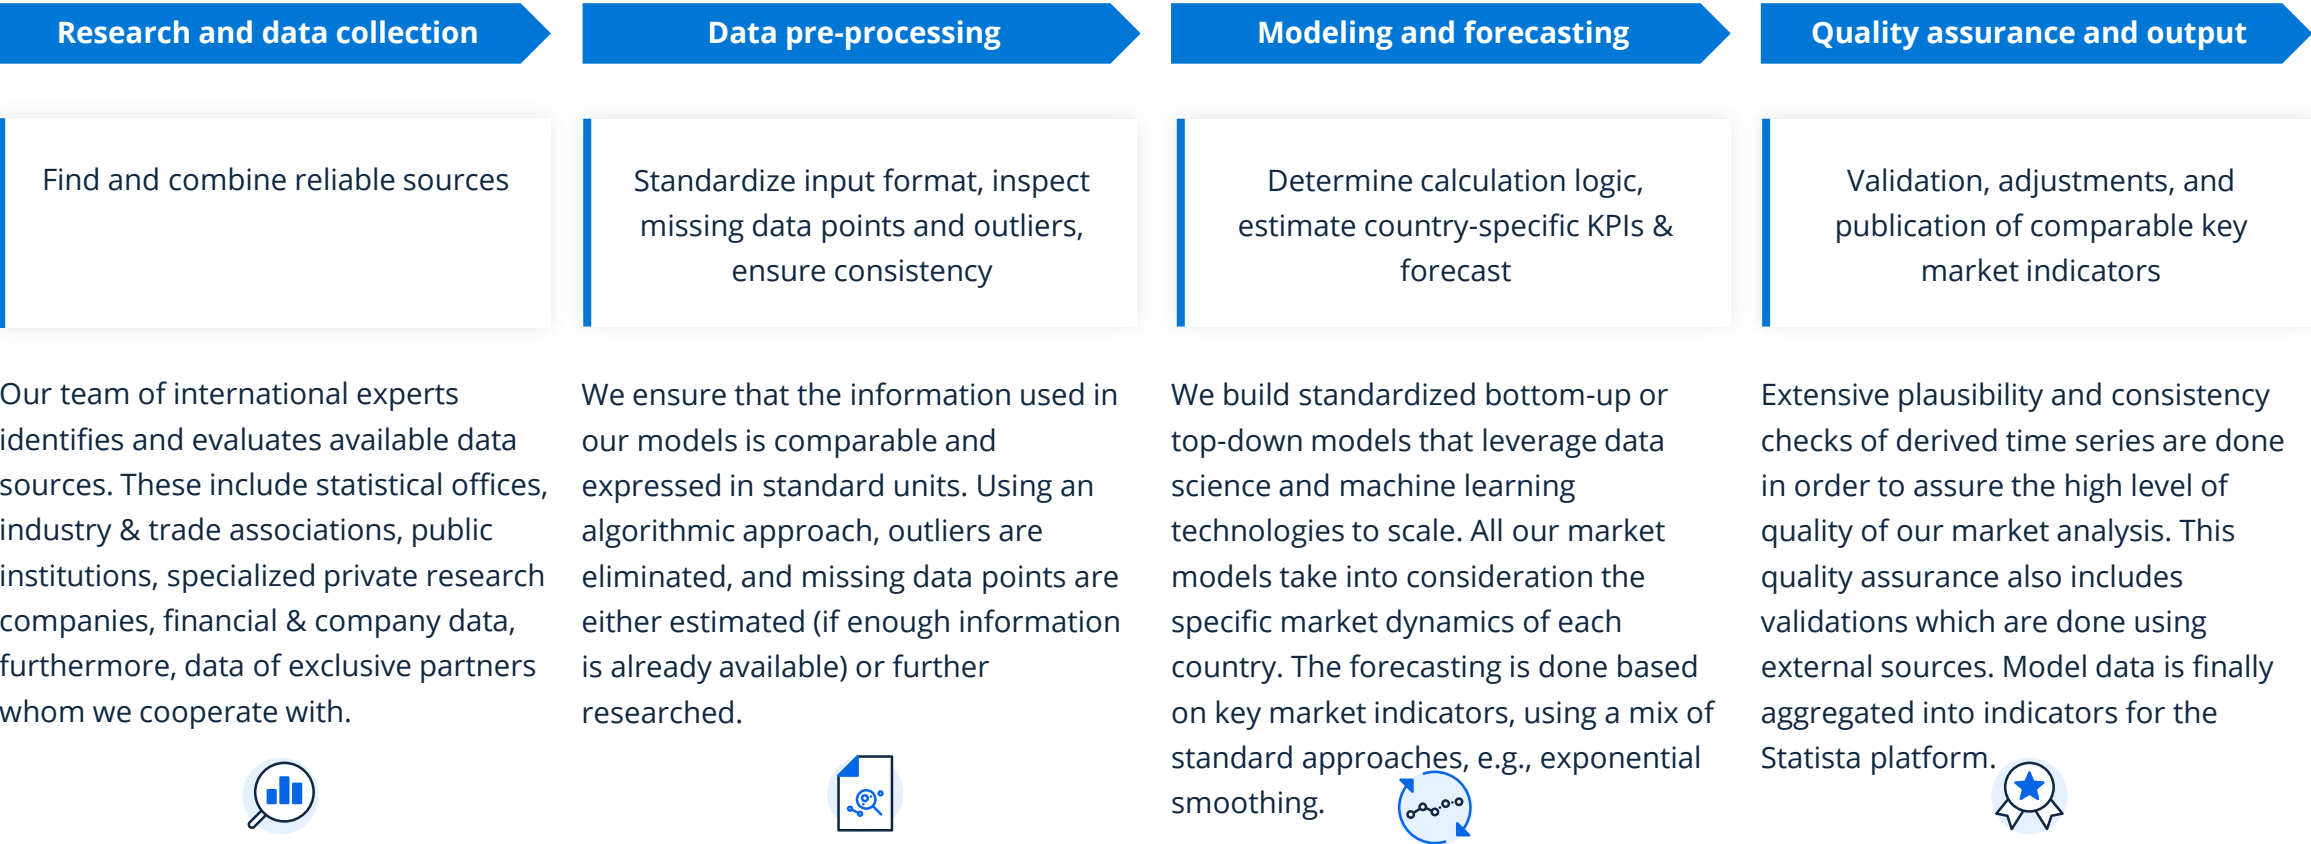 Research and data collection
Find and combine reliable sources
Our team of international experts
identifies and evaluates available data
sources. These include statistical offices,
industry & trade associations, public
institutions, specialized private research
companies, financial & company data,
furthermore, data of exclusive partners
whom we cooperate with.
Data pre-processing
Standardize input format, inspect
missing data points and outliers,
ensure consistency
We ensure that the information used in
our models is comparable and
expressed in standard units. Using an
algorithmic approach, outliers are
eliminated, and missing data points are
either estimated (if enough information
is already available) or further
researched.
Modeling and forecasting
Determine calculation logic,
estimate country-specific KPIs &
forecast
We build standardized bottom-up or
top-down models that leverage data
science and machine learning
technologies to scale. All our market
models take into consideration the
specific market dynamics of each
country. The forecasting is done based
on key market indicators, using a mix of
standard approaches, e.g., exponential
smoothing.
Quality assurance and output
Validation, adjustments, and
publication of comparable key
market indicators
Extensive plausibility and consistency
checks of derived time series are done
in order to assure the high level of
quality of our market analysis. This
quality assurance also includes
validations which are done using
external sources. Model data is finally
aggregated into indicators for the
Statista platform.